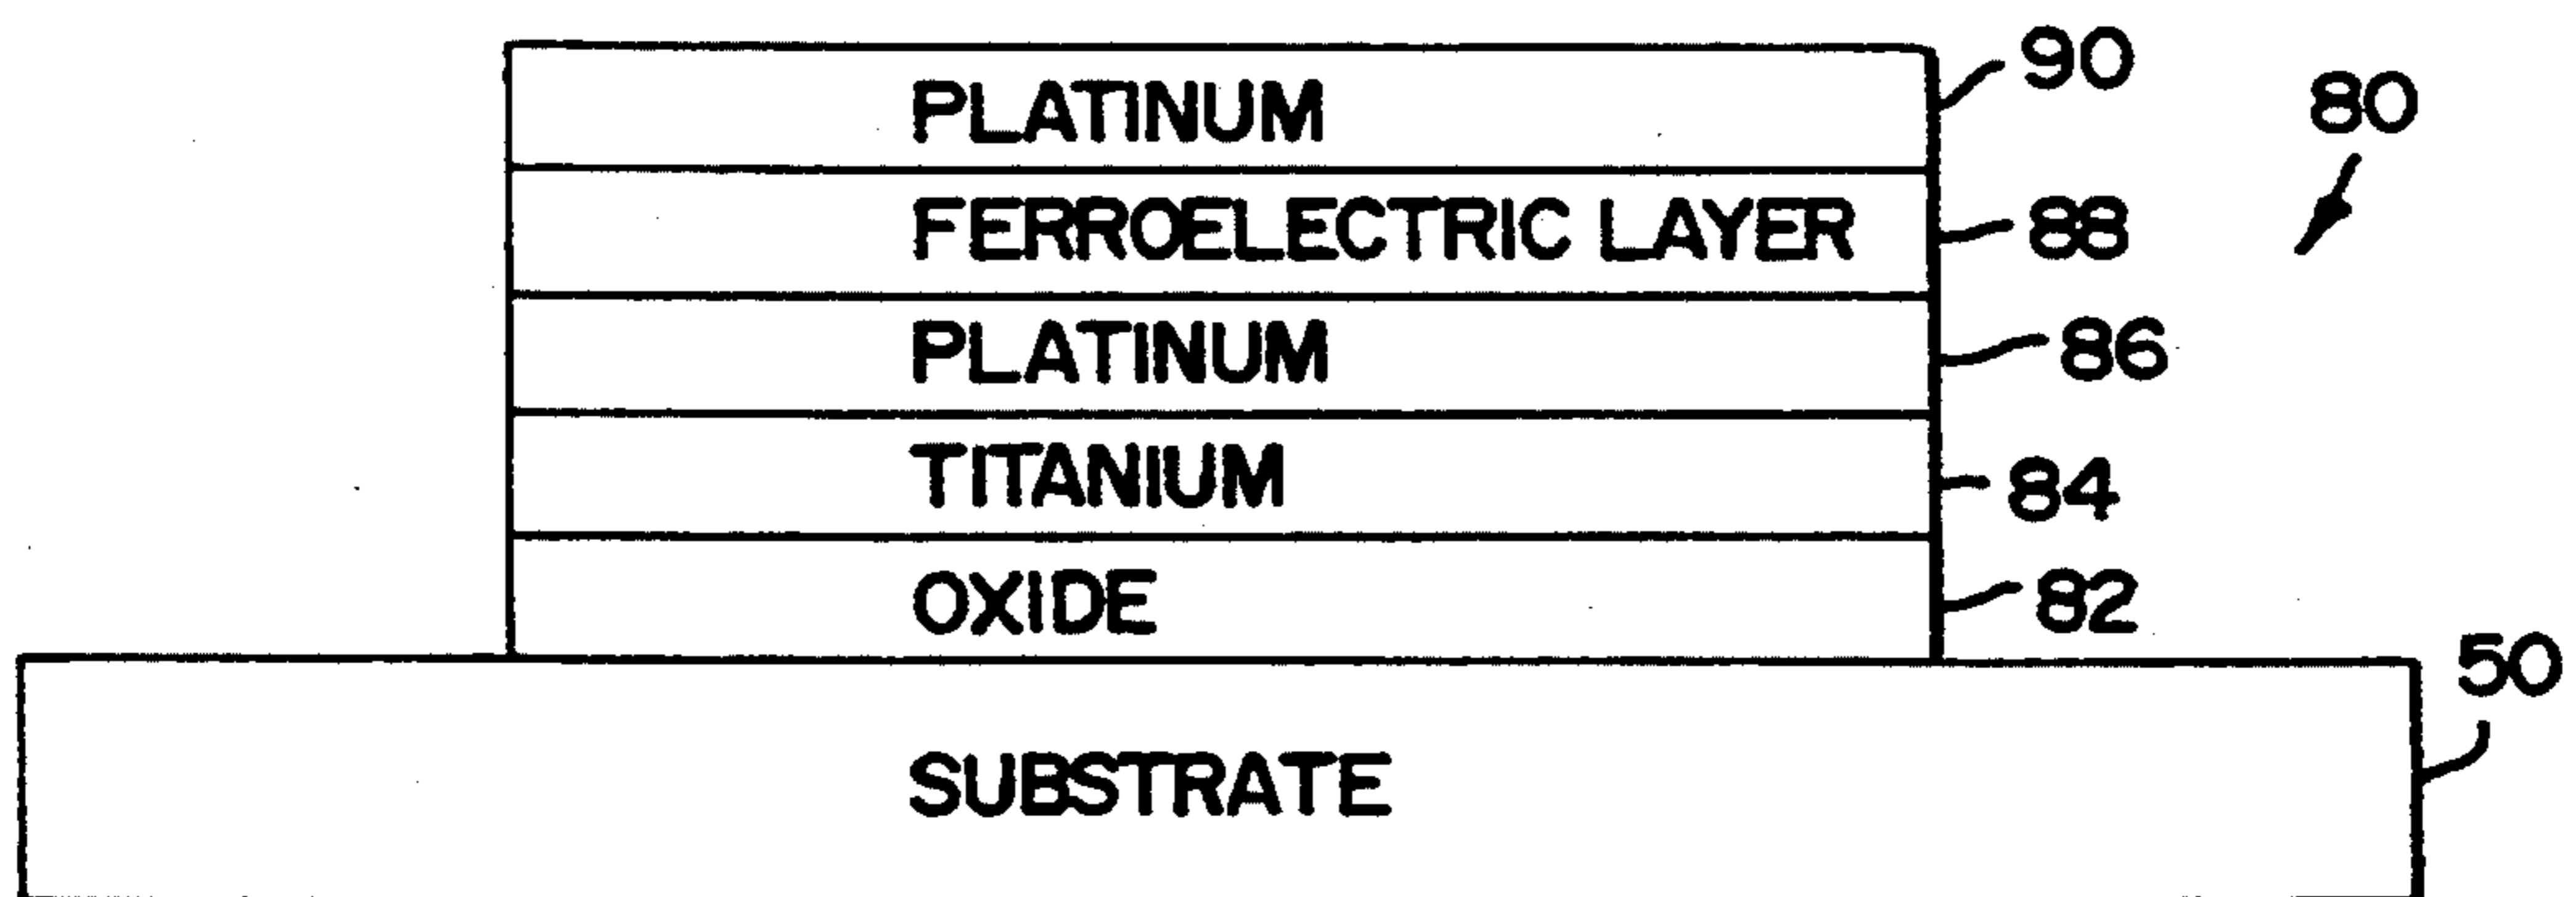 PLATINUM 90
80
FERROELECTRIC LAYER 88
PLATINUM 86
TITANIUM 84
OXIDE 82
50
SUBSTRATE